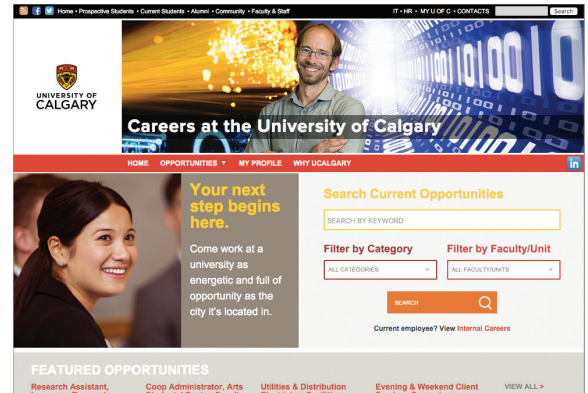 Home • Prospective Students • Current Students • Alumni • Community • Faculty & Staff
IT • HR • MY U OF C • CONTACTS
Search
UNIVERSITY OF
CALGARY
Careers at the University of Calgary
HOME OPPORTUNITIES ▼ MY PROFILE WHY UCALGARY
in
Your next
step begins
here.
Come work at a
university as
energetic and full of
opportunity as the
city it's located in.
Search Current Opportunities
SEARCH BY KEYWORD
Filter by Category
Filter by Faculty/Unit
ALL CATEGORIES
ALL FACULTY/UNITS
SEARCH
Current employee? View Internal Careers
FEATURED OPPORTUNITIES
Research Assistant,
Coop Administrator, Arts
Utilities & Distribution
Evening & Weekend Client
VIEW ALL >